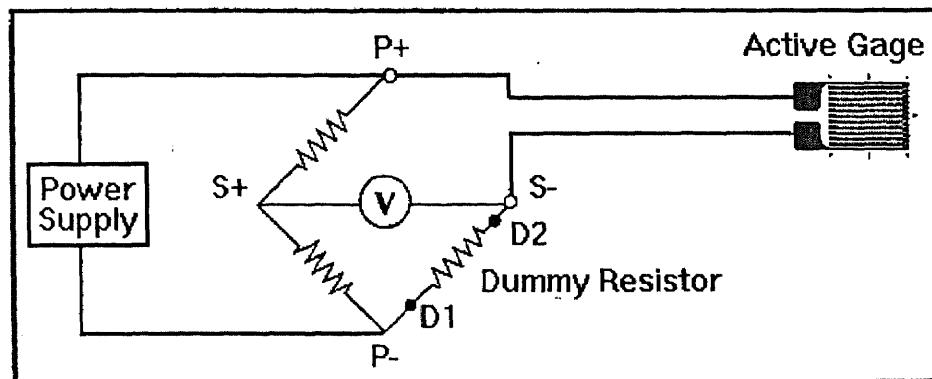 P+
Active Gage
S+
V
S-
Power
Supply
D2
Dummy Resistor
D1
P-